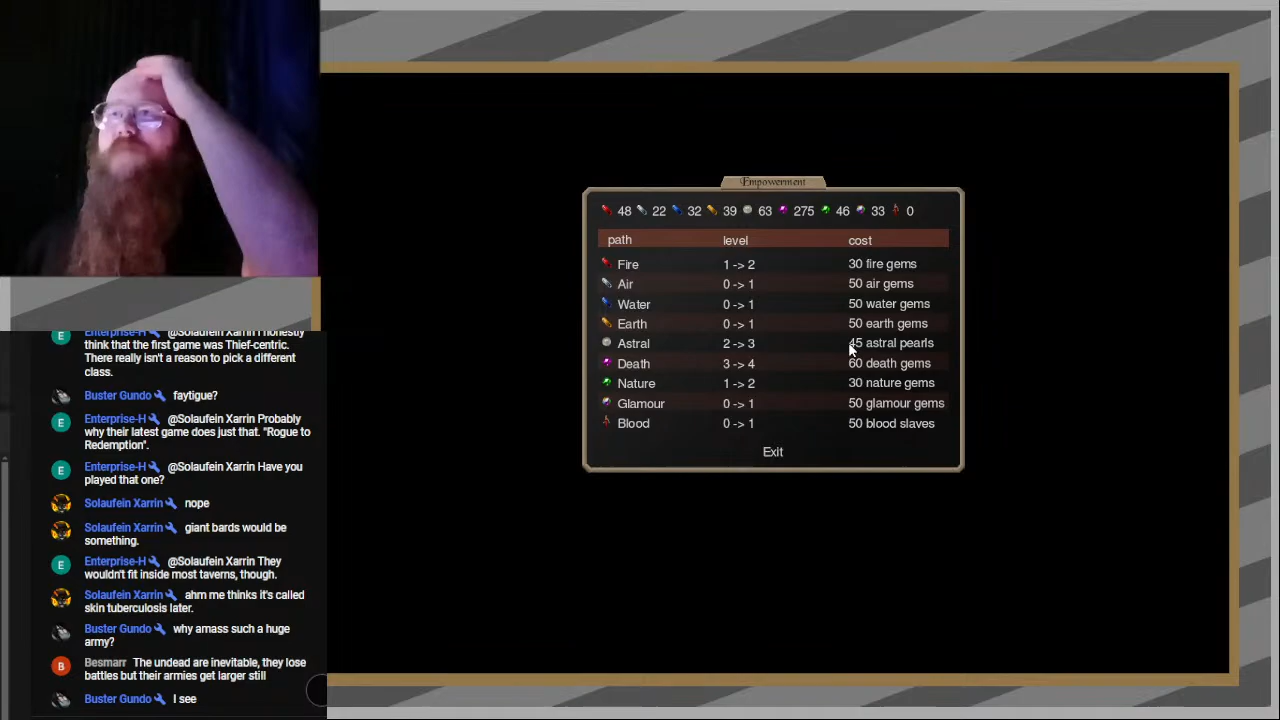 Empowerment
48 22 32 39 63 275 46 33 0
path level cost
Fire 1 -> 2 30 fire gems
Air 0 -> 1 50 air gems
Water 0 -> 1 50 water gems
Earth 0 -> 1 50 earth gems
Astral 2 -> 3 45 astral pearls
Death 3 -> 4 60 death gems
Nature 1 -> 2 30 nature gems
Glamour 0 -> 1 50 glamour gems
Blood 0 -> 1 50 blood slaves
Exit
E Enterprise-H @Solaufein Xarrin I honestly
think that the first game was Thief-centric.
There really isn't a reason to pick a different
class.
Buster Gundo faytigue?
E Enterprise-H @Solaufein Xarrin Probably
why their latest game does just that. "Rogue to
Redemption".
E Enterprise-H @Solaufein Xarrin Have you
played that one?
Solaufein Xarrin nope
Solaufein Xarrin giant bards would be
something.
E Enterprise-H @Solaufein Xarrin They
wouldn't fit inside most taverns, though.
Solaufein Xarrin ahm me thinks it's called
skin tuberculosis later.
Buster Gundo why amass such a huge
army?
B Besmarr The undead are inevitable, they lose
battles but their armies get larger still
Buster Gundo I see